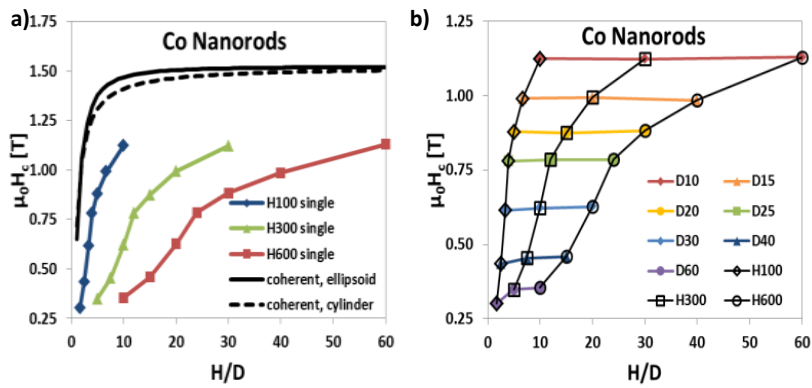 a)
Co Nanorods
μ₀Hc [T]
1.75
1.50
1.25
1.00
0.75
0.50
0.25
0
10
20
30
40
50
60
H/D
H100 single
H300 single
H600 single
coherent, ellipsoid
coherent, cylinder
b)
Co Nanorods
μ₀Hc [T]
1.25
1.00
0.75
0.50
0.25
0
10
20
30
40
50
60
H/D
D10 D15
D20 D25
D30 D40
D60 H100
H300 H600